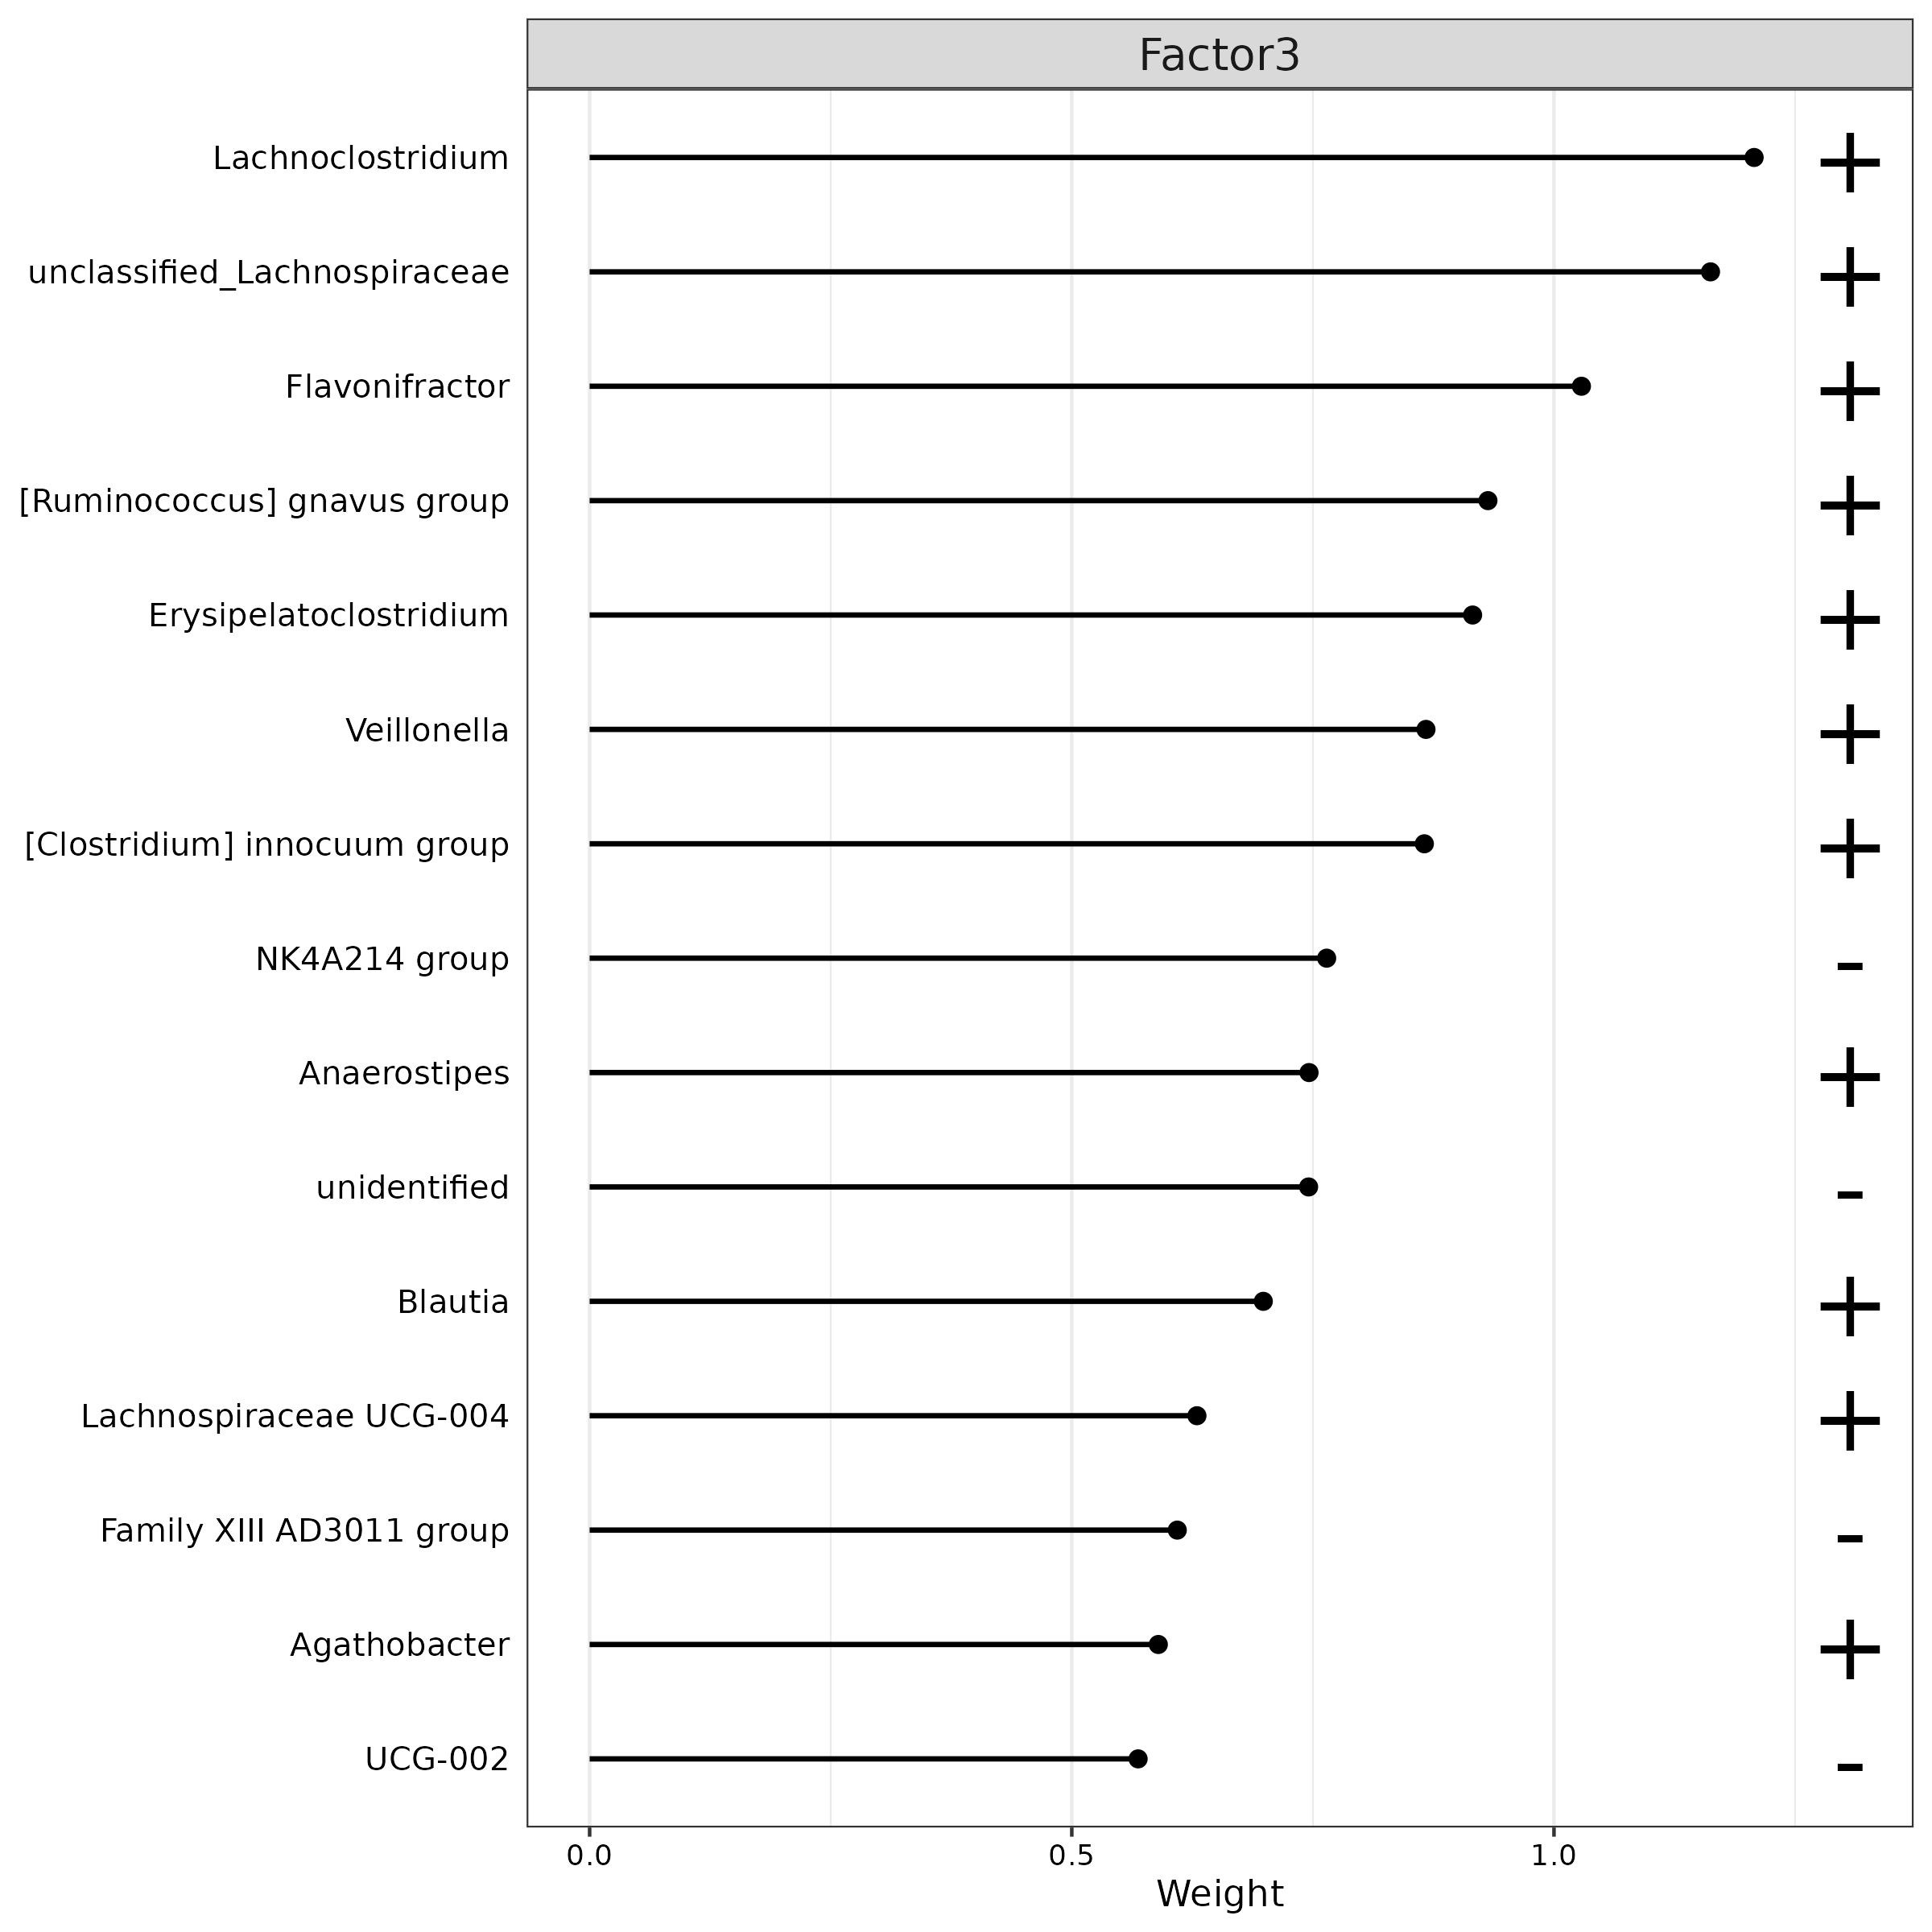 Factor3
Lachnoclostridium +
unclassified_Lachnospiraceae +
Flavonifractor +
[Ruminococcus] gnavus group +
Erysipelatoclostridium +
Veillonella +
[Clostridium] innocuum group +
NK4A214 group -
Anaerostipes +
unidentified -
Blautia +
Lachnospiraceae UCG-004 +
Family XIII AD3011 group -
Agathobacter +
UCG-002 -
0.0 0.5 1.0
Weight